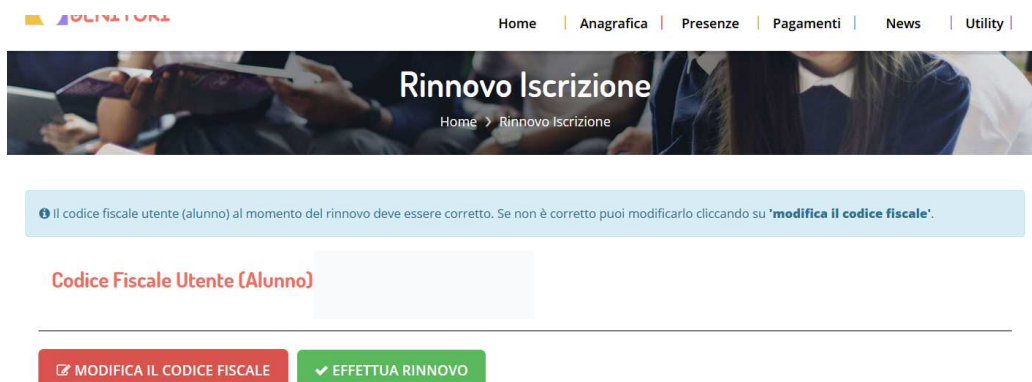 GENITORI
Home | Anagrafica | Presenze | Pagamenti | News | Utility |
Rinnovo Iscrizione
Home > Rinnovo Iscrizione
Il codice fiscale utente (alunno) al momento del rinnovo deve essere corretto. Se non è corretto puoi modificarlo cliccando su 'modifica il codice fiscale'.
Codice Fiscale Utente (Alunno)
MODIFICA IL CODICE FISCALE
EFFETTUA RINNOVO